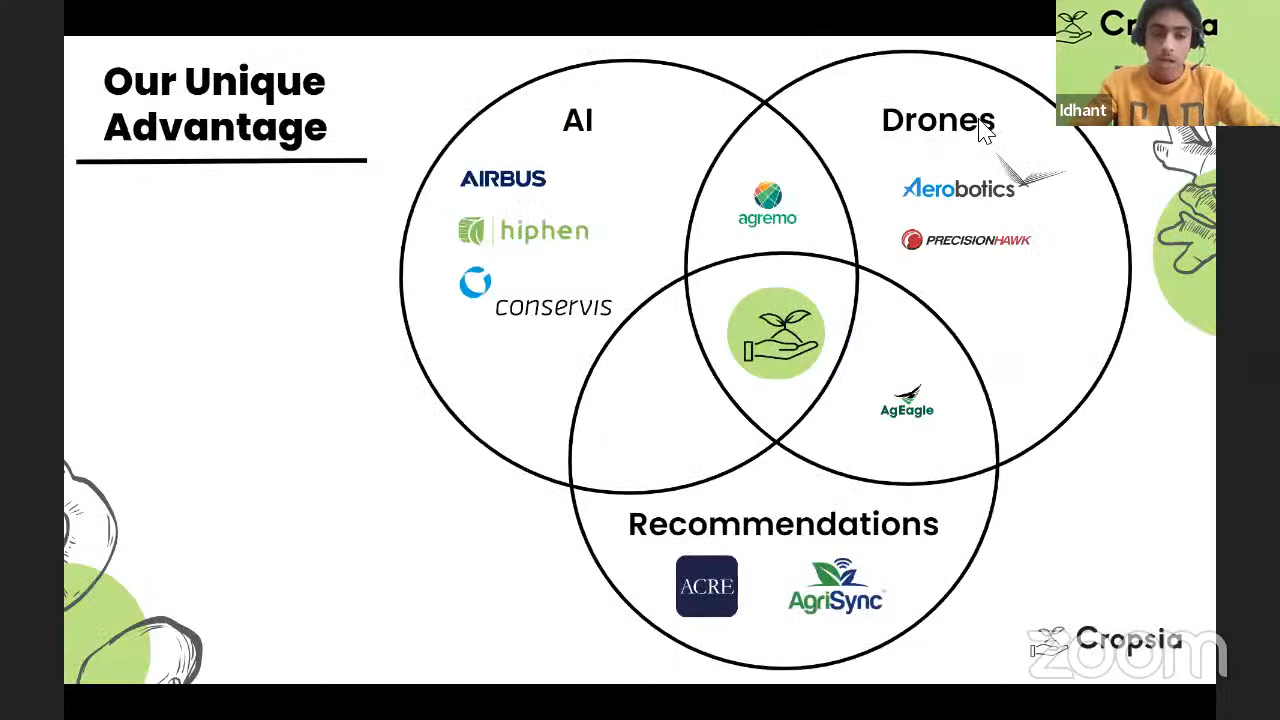 Our Unique
Advantage
AI
Drones
AIRBUS
hiphen
conservis
agremo
Aerobotics
PRECISIONHAWK
AgEagle
Recommendations
ACRE
AgriSync
Cropsia
zoom
Idhant